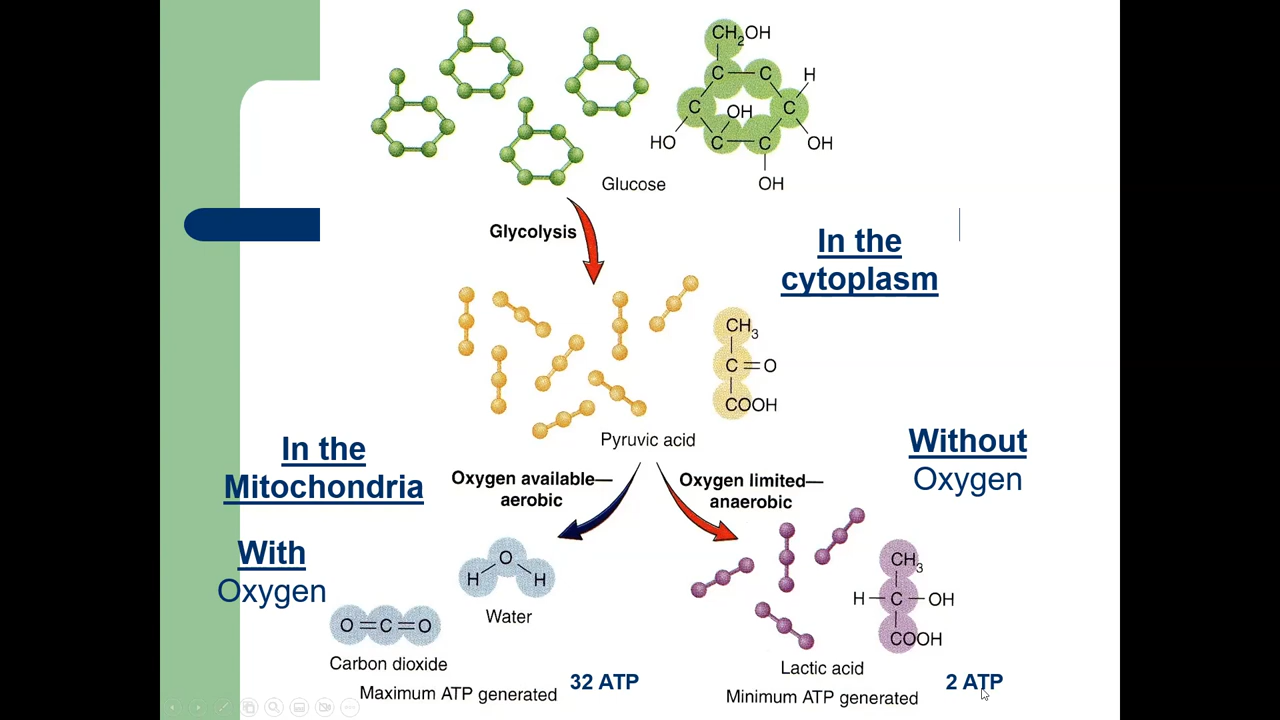 CH2OH
C
C
H
C
C
OH
HO
C
C
OH
OH
Glucose
Glycolysis
In the
cytoplasm
CH3
C=O
COOH
Pyruvic acid
In the
Mitochondria
Oxygen available—
aerobic
Oxygen limited—
anaerobic
Without
Oxygen
With
Oxygen
O
H
H
Water
O=C=O
Carbon dioxide
Maximum ATP generated
32 ATP
CH3
H—C—OH
COOH
Lactic acid
Minimum ATP generated
2 ATP